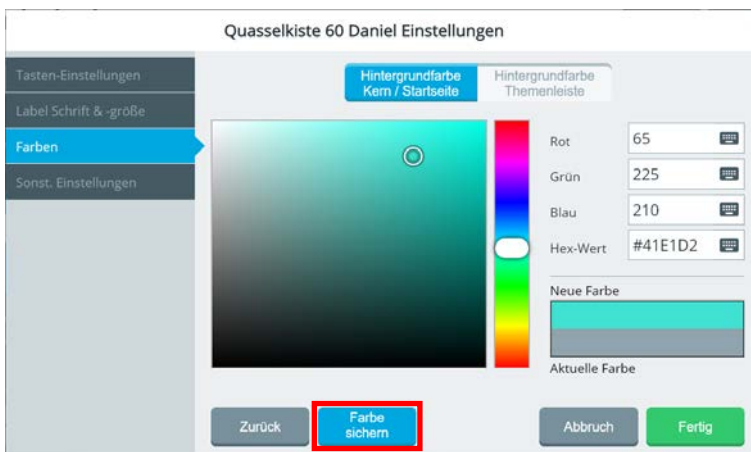 Quasselkiste 60 Daniel Einstellungen
Tasten-Einstellungen
Label Schrift & -größe
Farben
Sonst. Einstellungen
Hintergrundfarbe
Kern / Startseite
Hintergrundfarbe
Themenleiste
Rot 65
Grün 225
Blau 210
Hex-Wert #41E1D2
Neue Farbe
Aktuelle Farbe
Zurück
Farbe
sichern
Abbruch
Fertig